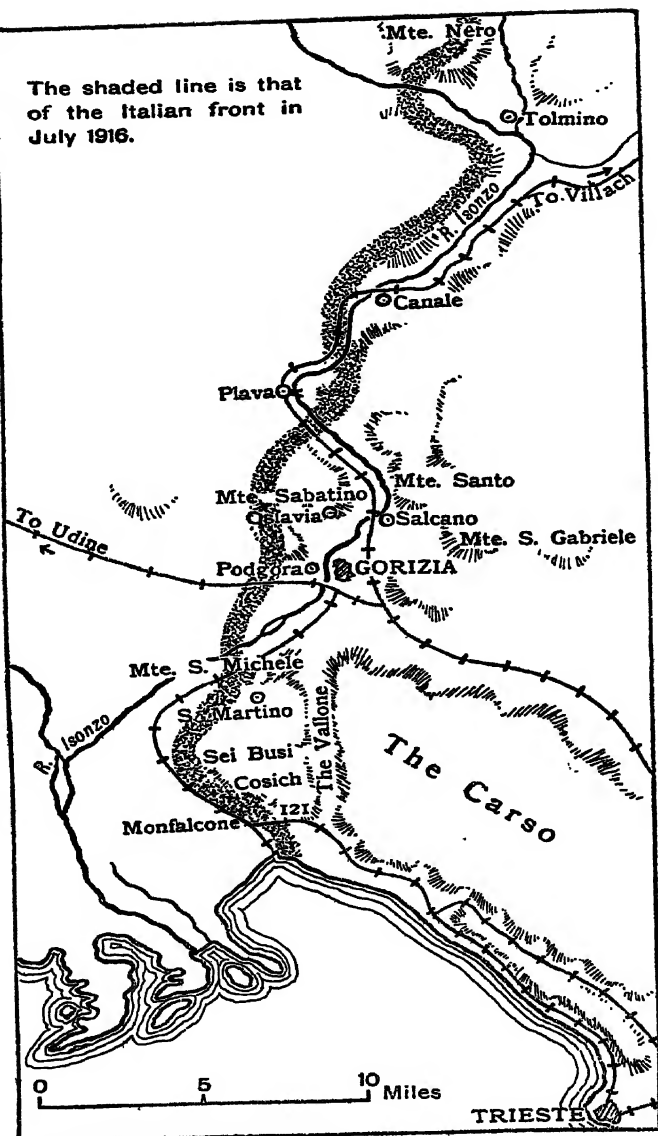 Mte. Nero
The shaded line is that
of the Italian front in
July 1916.
Tolmino
To Villach
R. Isonzo
Canale
Plava
Mte. Santo
Mte. Sabatino
Oslavia
Salcano
To Udine
Mte. S. Gabriele
Podgora
GORIZIA
Mte. S. Michele
S. Martino
R. Isonzo
The Vallone
The Carso
Sei Busi
Cosich
121
Monfalcone
0 5 10 Miles
TRIESTE